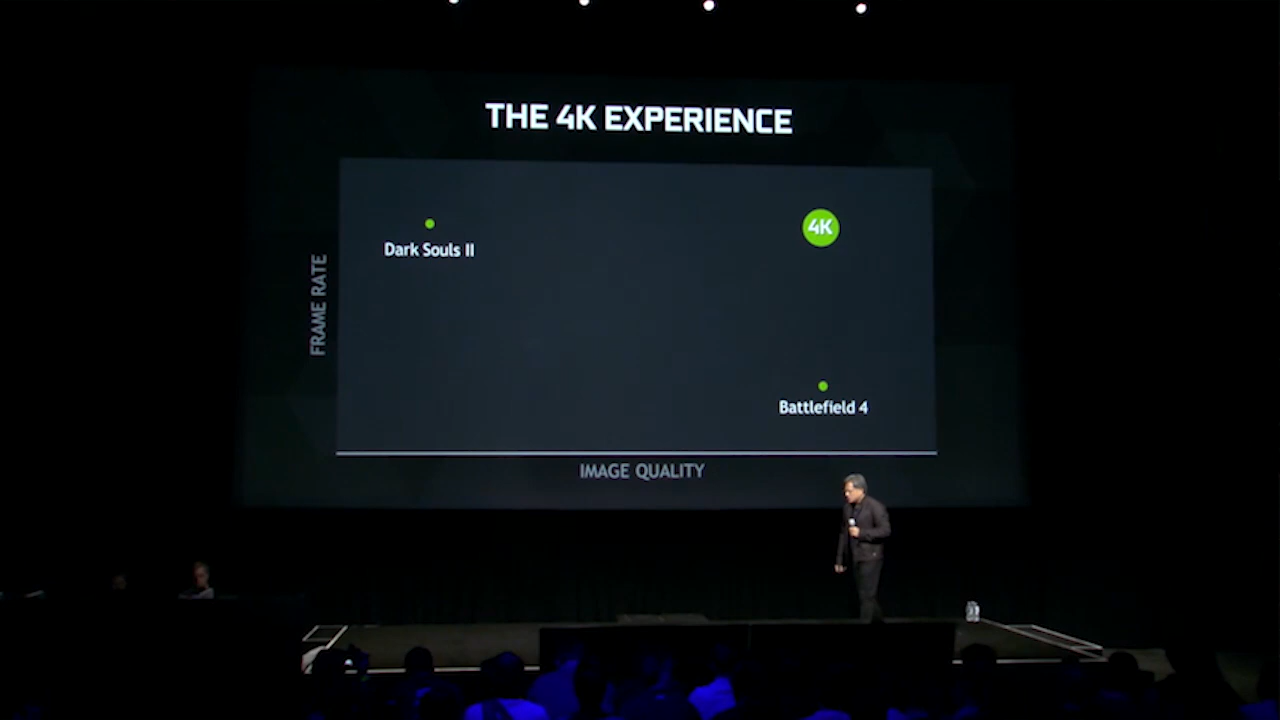 THE 4K EXPERIENCE
Dark Souls II
4K
FRAME RATE
Battlefield 4
IMAGE QUALITY